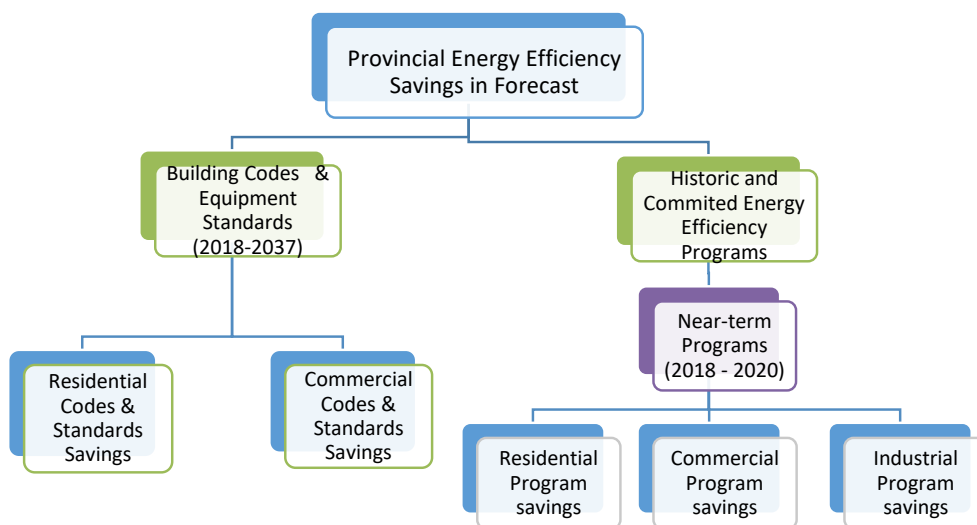 Provincial Energy Efficiency
Savings in Forecast
Building Codes &
Equipment
Standards
(2018-2037)
Historic and
Commited Energy
Efficiency
Programs
Near-term
Programs
(2018 - 2020)
Residential
Codes &
Standards
Savings
Commercial
Codes &
Standards
Savings
Residential
Program
savings
Commercial
Program
savings
Industrial
Program
savings